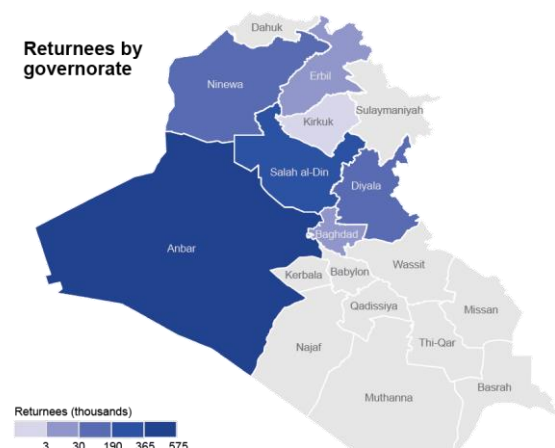 Returnees by
governorate
Dahuk
Ninewa
Erbil
Sulaymaniyah
Kirkuk
Salah al-Din
Diyala
Anbar
Baghdad
Wassit
Kerbala
Babylon
Qadissiya
Missan
Najaf
Thi-Qar
Muthanna
Basrah
Returnees (thousands)
3 30 190 365 575